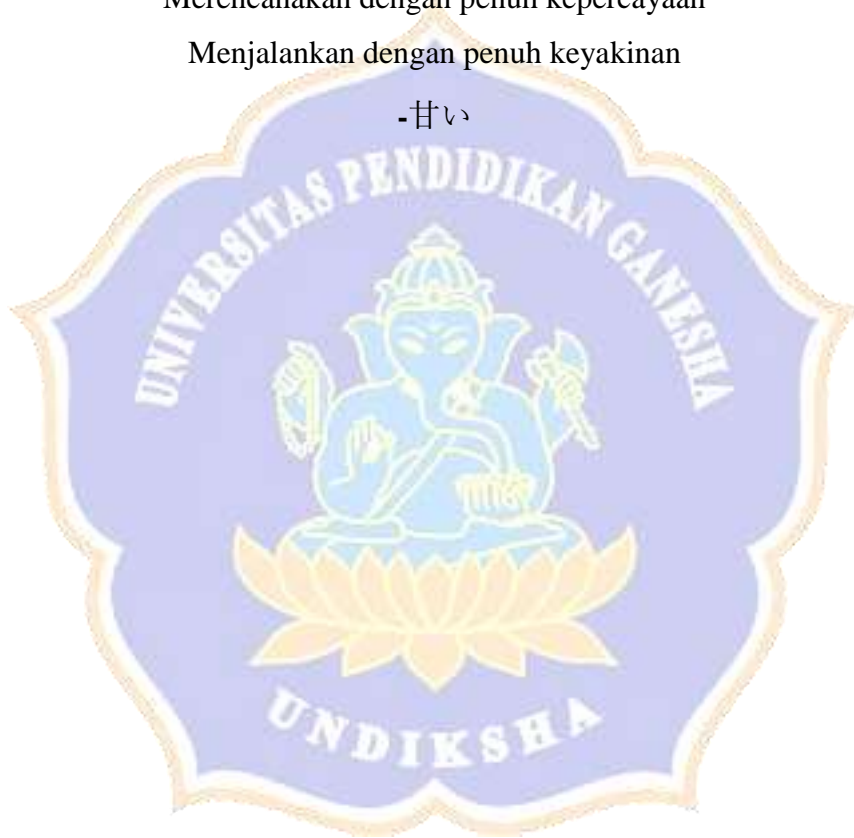 Merencanakan dengan penuh kepercayaan
Menjalankan dengan penuh keyakinan
-甘い
UNIVERSITAS PENDIDIKAN GANESHA
UNDIKSHA